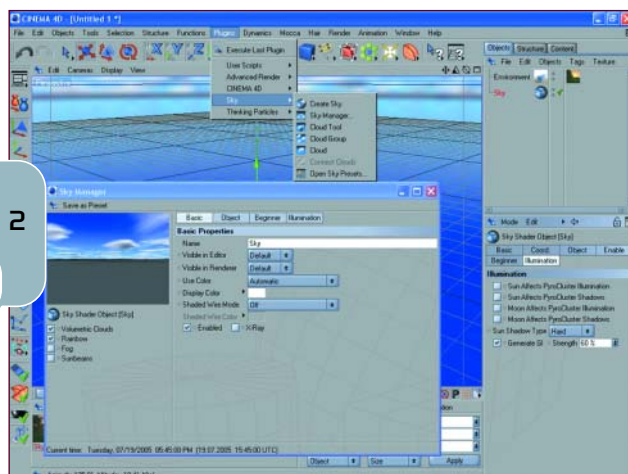 CINEMA 4D - [Untitled 1 *]
File Edit Objects Tools Selection Structure Functions Plugins Dynamics Mocca Hair Render Animation Window Help
Edit Cameras Display View
Execute Last Plugin
User Scripts
Advanced Render
CINEMA 4D
Sky
Thinking Particles
Create Sky
Sky Manager...
Cloud Tool
Cloud Group
Cloud
Connect Clouds
Open Sky Presets...
Objects Structure Content
File Edit Objects Tags Texture
Environment
Sky
2
Sky Manager
Save as Preset
Basic Object Beginner Illumination
Basic Properties
Name Sky
Visible in Editor Default
Visible in Renderer Default
Use Color Automatic
Display Color
Shaded Wire Mode Off
Shaded Wire Color
Enabled X-Ray
Sky Shader Object [Sky]
Volumetric Clouds
Rainbow
Fog
Sunbeams
Current time: Tuesday, 07/19/2005 05:45:00 PM (19.07.2005 15:45:00 UTC)
Mode Edit
Sky Shader Object [Sky]
Basic Coord. Object Enable
Beginner Illumination
Illumination
Sun Affects PyroCluster Illumination
Sun Affects PyroCluster Shadows
Moon Affects PyroCluster Illumination
Moon Affects PyroCluster Shadows
Sun Shadow Type Hard
Generate GI Strength 60 %
Object Size Apply